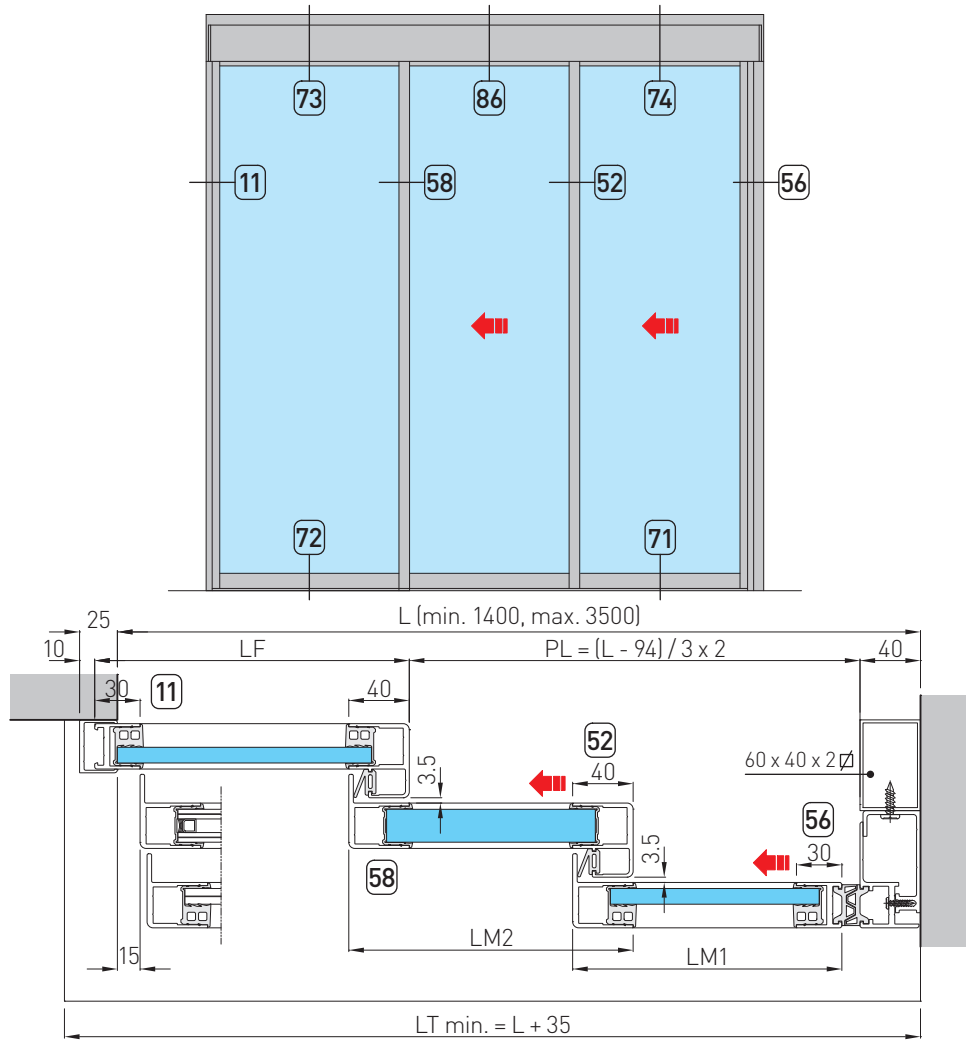 73 86 74
11 58 52 56
72 71
25 L (min. 1400, max. 3500)
10 LF PL = (L - 94) / 3 x 2 40
30 11 40
52
3.5 40 60 x 40 x 2
56
3.5 30
58
15 LM2 LM1
LT min. = L + 35